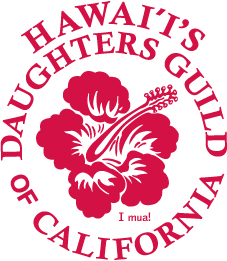 HAWAI'I'S
DAUGHTERS GUILD
OF CALIFORNIA
I mua!